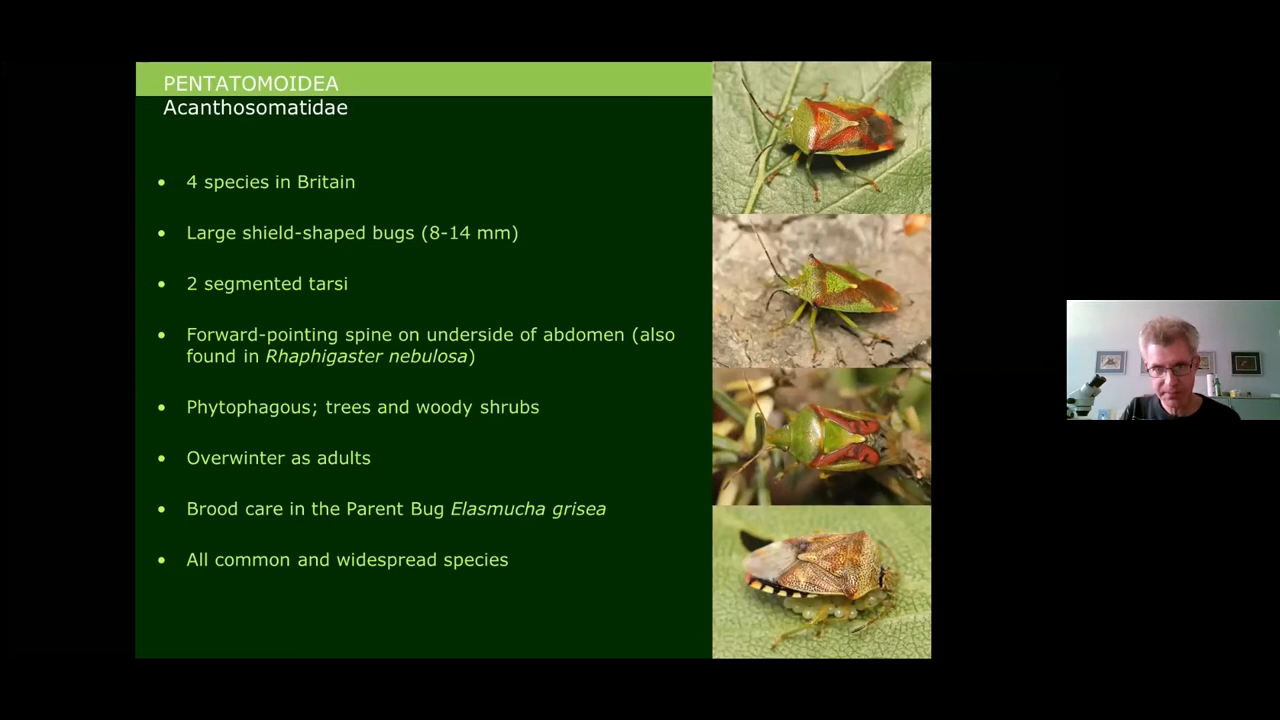 PENTATOMOIDEA
Acanthosomatidae
• 4 species in Britain
• Large shield-shaped bugs (8-14 mm)
• 2 segmented tarsi
• Forward-pointing spine on underside of abdomen (also
found in Rhaphigaster nebulosa)
• Phytophagous; trees and woody shrubs
• Overwinter as adults
• Brood care in the Parent Bug Elasmucha grisea
• All common and widespread species